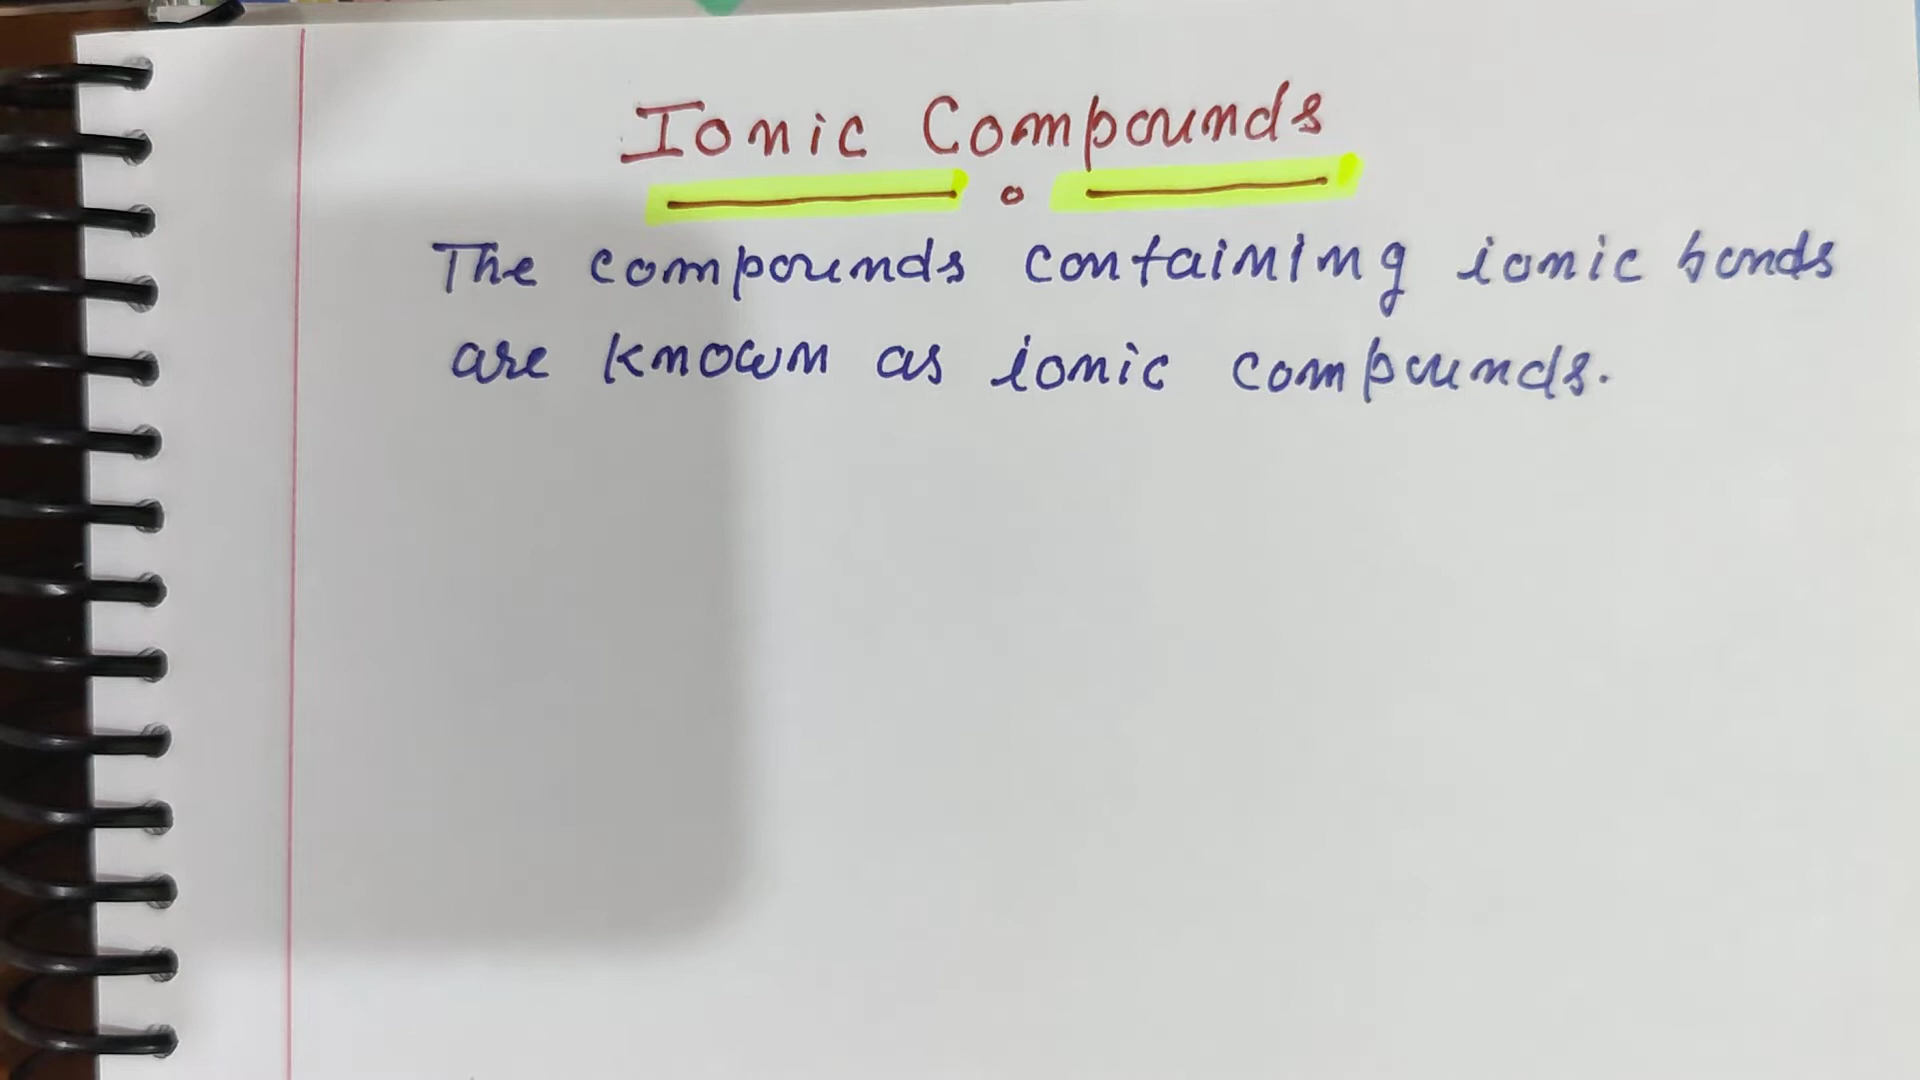 Ionic Compounds
The compounds containing ionic bonds
are known as ionic compounds.